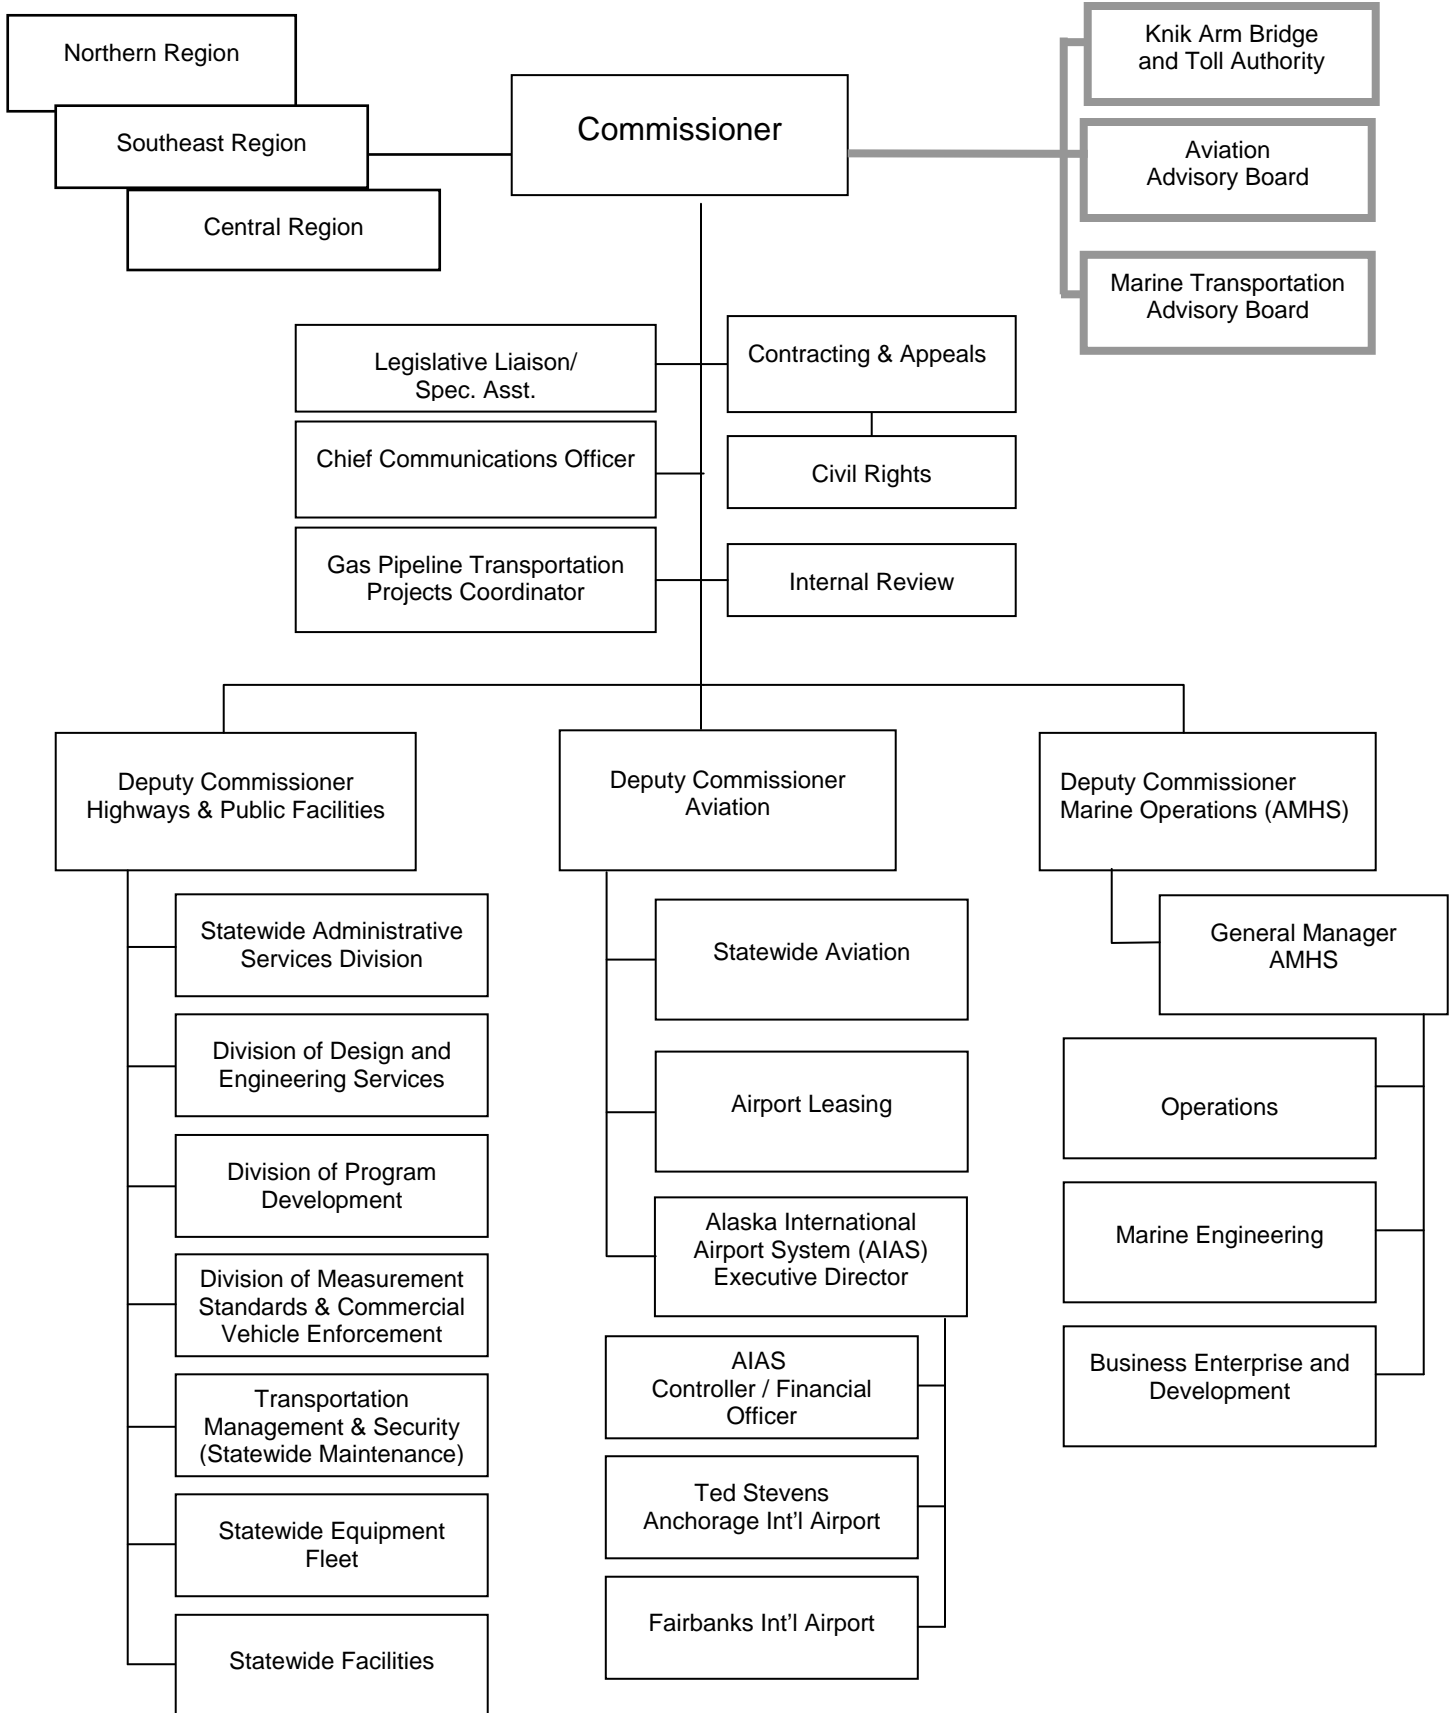 Northern Region
Southeast Region
Central Region
Commissioner
Knik Arm Bridge
and Toll Authority
Aviation
Advisory Board
Marine Transportation
Advisory Board
Legislative Liaison/
Spec. Asst.
Contracting & Appeals
Chief Communications Officer
Civil Rights
Gas Pipeline Transportation
Projects Coordinator
Internal Review
Deputy Commissioner
Highways & Public Facilities
Statewide Administrative
Services Division
Division of Design and
Engineering Services
Division of Program
Development
Division of Measurement
Standards & Commercial
Vehicle Enforcement
Transportation
Management & Security
(Statewide Maintenance)
Statewide Equipment
Fleet
Statewide Facilities
Deputy Commissioner
Aviation
Statewide Aviation
Airport Leasing
Alaska International
Airport System (AIAS)
Executive Director
AIAS
Controller / Financial
Officer
Ted Stevens
Anchorage Int’l Airport
Fairbanks Int’l Airport
Deputy Commissioner
Marine Operations (AMHS)
General Manager
AMHS
Operations
Marine Engineering
Business Enterprise and
Development